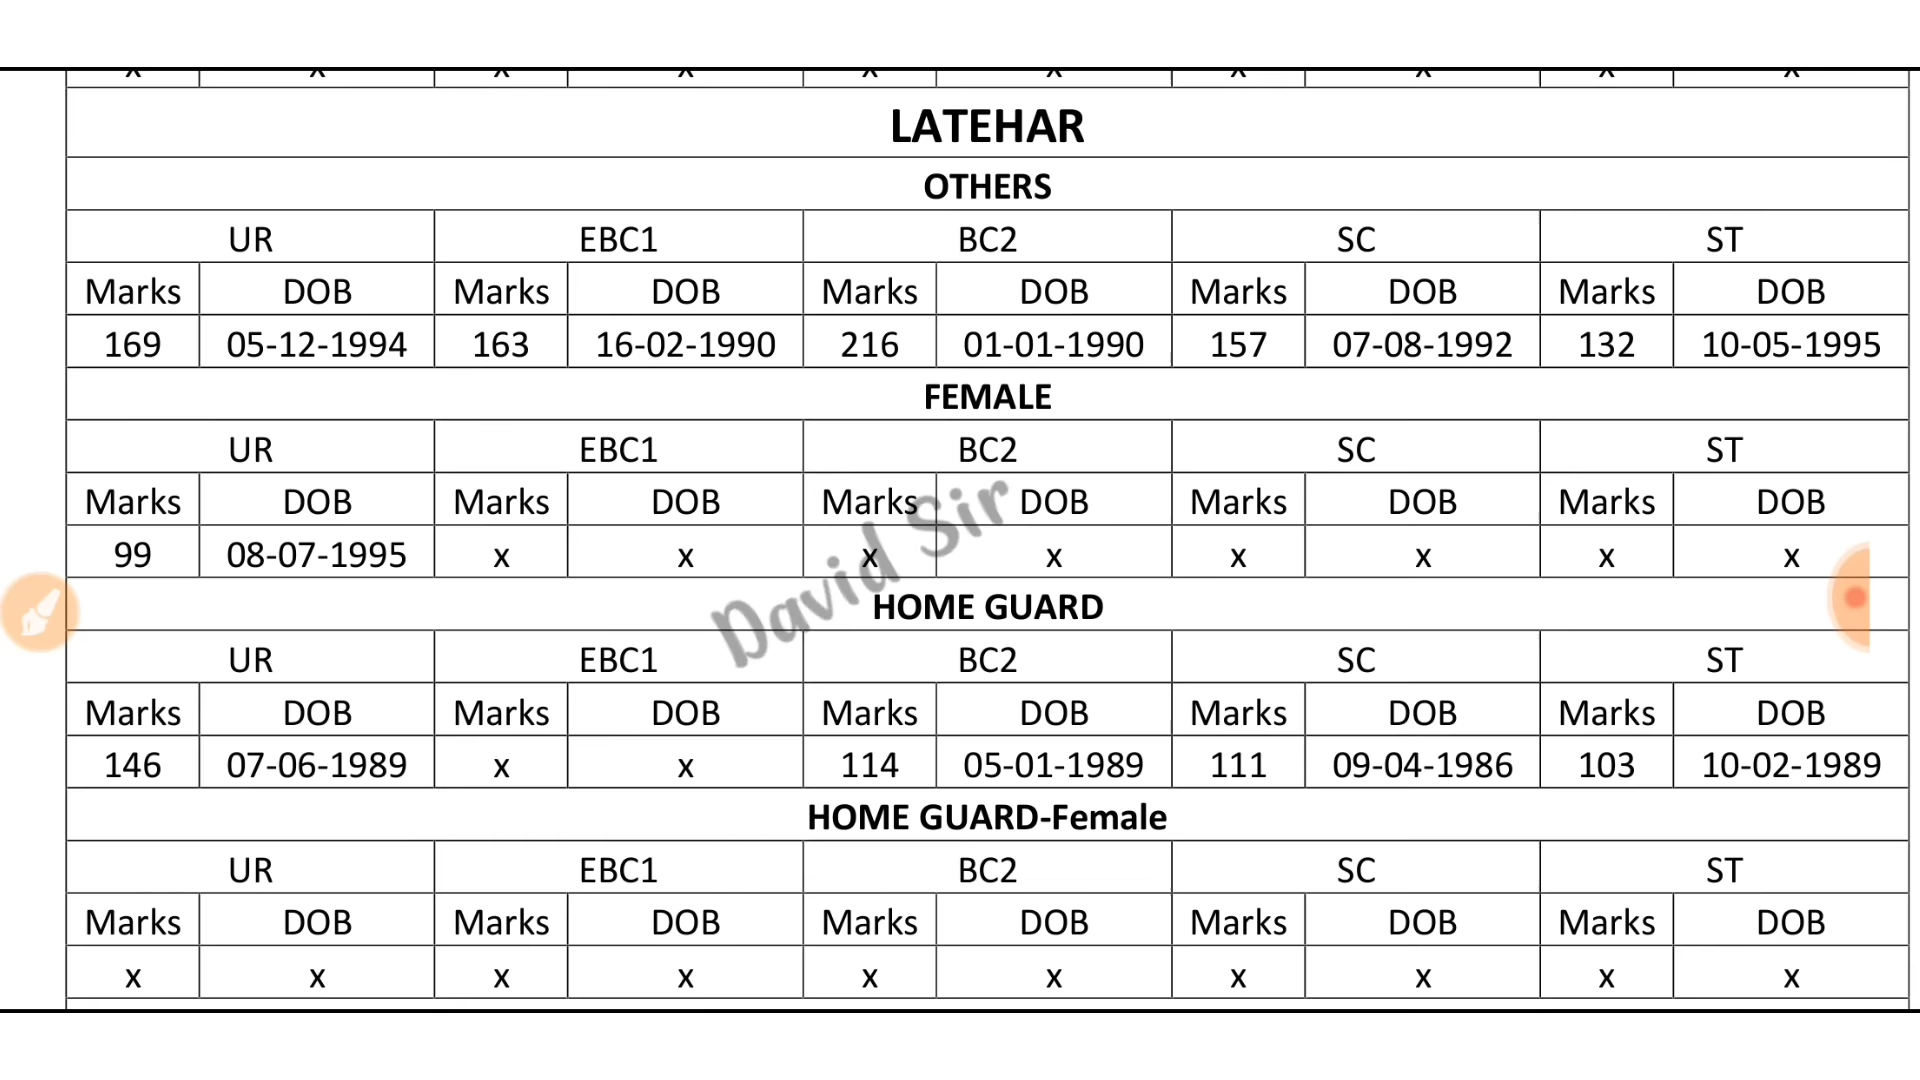 x x x x x x x x x x
LATEHAR
OTHERS
UR EBC1 BC2 SC ST
Marks DOB Marks DOB Marks DOB Marks DOB Marks DOB
169 05-12-1994 163 16-02-1990 216 01-01-1990 157 07-08-1992 132 10-05-1995
FEMALE
UR EBC1 BC2 SC ST
Marks DOB Marks DOB Marks DOB Marks DOB Marks DOB
99 08-07-1995 x x x x x x x x
David Sir
HOME GUARD
UR EBC1 BC2 SC ST
Marks DOB Marks DOB Marks DOB Marks DOB Marks DOB
146 07-06-1989 x x 114 05-01-1989 111 09-04-1986 103 10-02-1989
HOME GUARD-Female
UR EBC1 BC2 SC ST
Marks DOB Marks DOB Marks DOB Marks DOB Marks DOB
x x x x x x x x x x